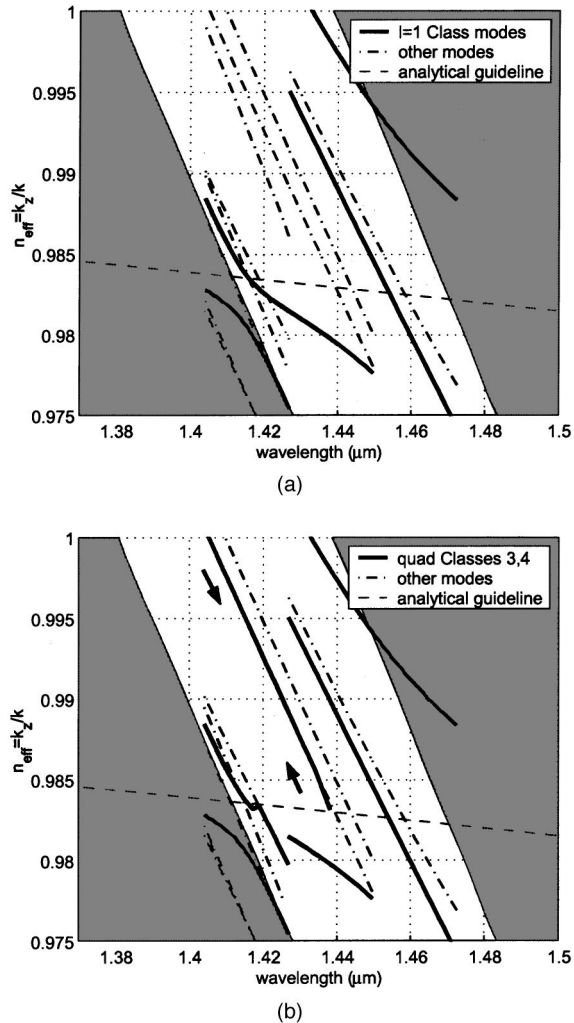 1
0.995
0.99
0.985
0.98
0.975
n_eff=k_z/k
l=1 Class modes
other modes
analytical guideline
1.38 1.4 1.42 1.44 1.46 1.48 1.5
wavelength (μm)
(a)
1
0.995
0.99
0.985
0.98
0.975
n_eff=k_z/k
quad Classes 3,4
other modes
analytical guideline
1.38 1.4 1.42 1.44 1.46 1.48 1.5
wavelength (μm)
(b)